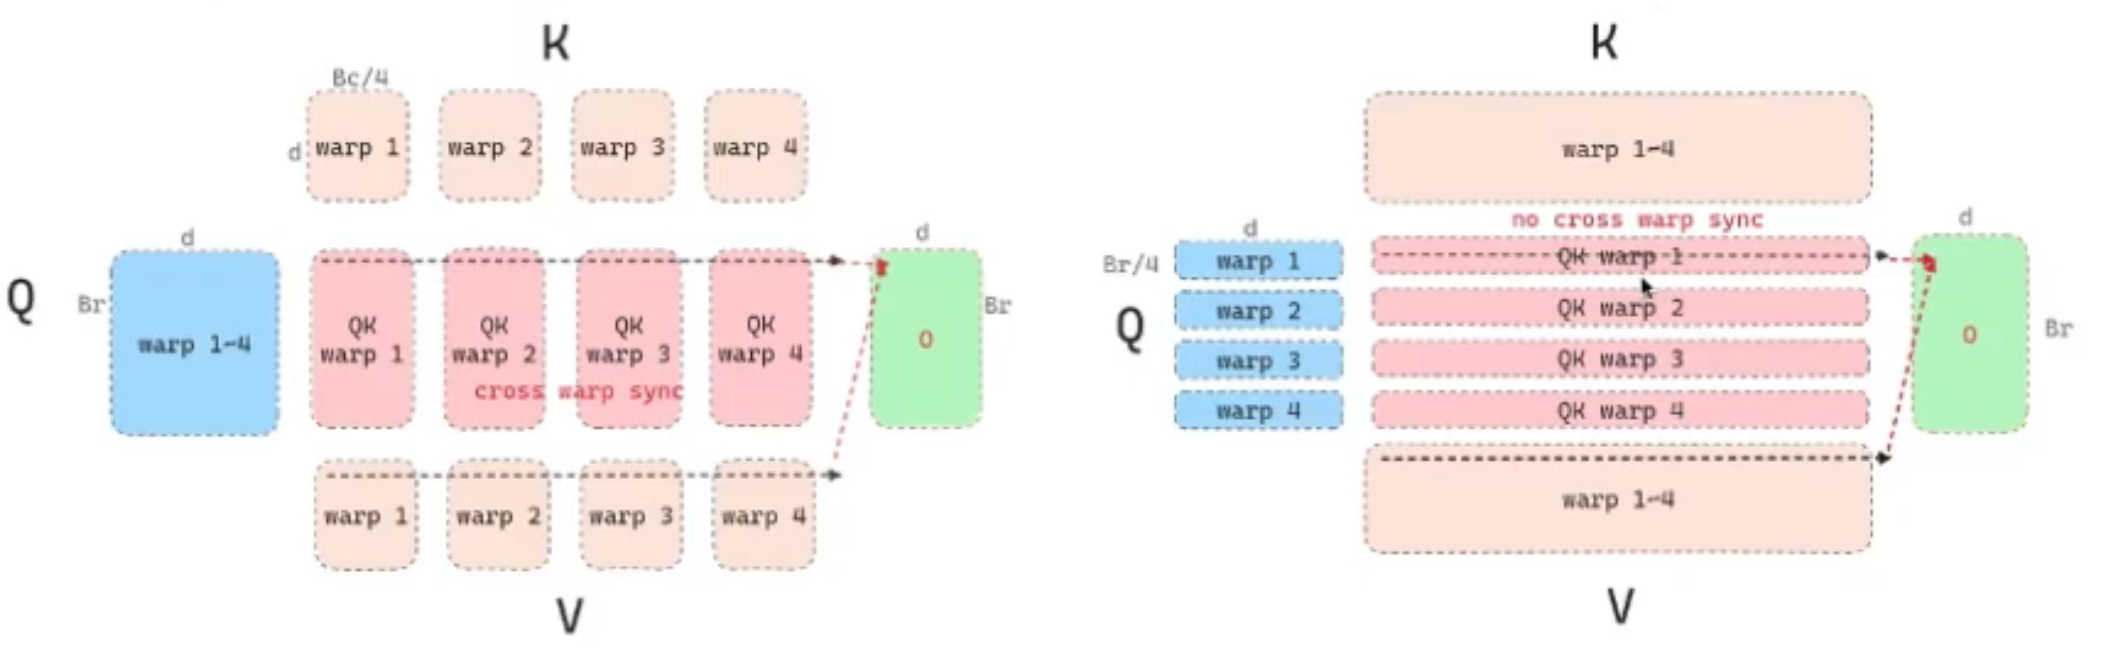 K
Bc/4
d
warp 1
warp 2
warp 3
warp 4
Q
d
Br
warp 1~4
QK
warp 1
QK
warp 2
QK
warp 3
QK
warp 4
cross warp sync
d
O
Br
warp 1
warp 2
warp 3
warp 4
V
K
warp 1~4
no cross warp sync
Q
d
Br/4
warp 1
warp 2
warp 3
warp 4
QK warp 1
QK warp 2
QK warp 3
QK warp 4
d
O
Br
warp 1~4
V